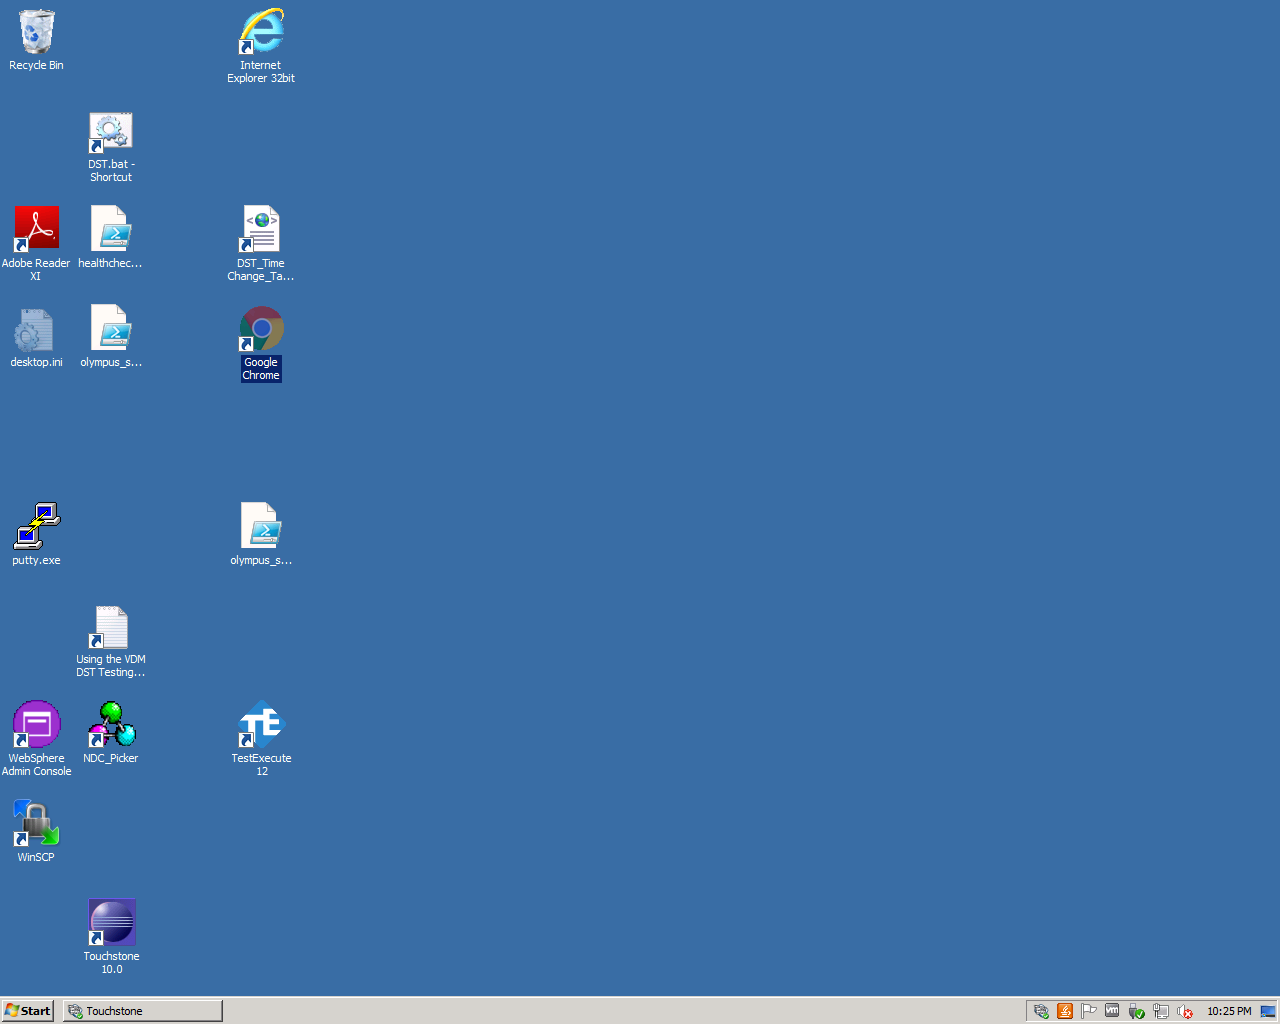 Recycle Bin
Internet
Explorer 32bit
DST.bat -
Shortcut
Adobe Reader
XI
healthchec...
DST_Time
Change_Ta...
desktop.ini
olympus_s...
Google
Chrome
putty.exe
olympus_s...
Using the VDM
DST Testing...
WebSphere
Admin Console
NDC_Picker
TE
TestExecute
12
WinSCP
Touchstone
10.0
Start
Touchstone
vm
10:25 PM